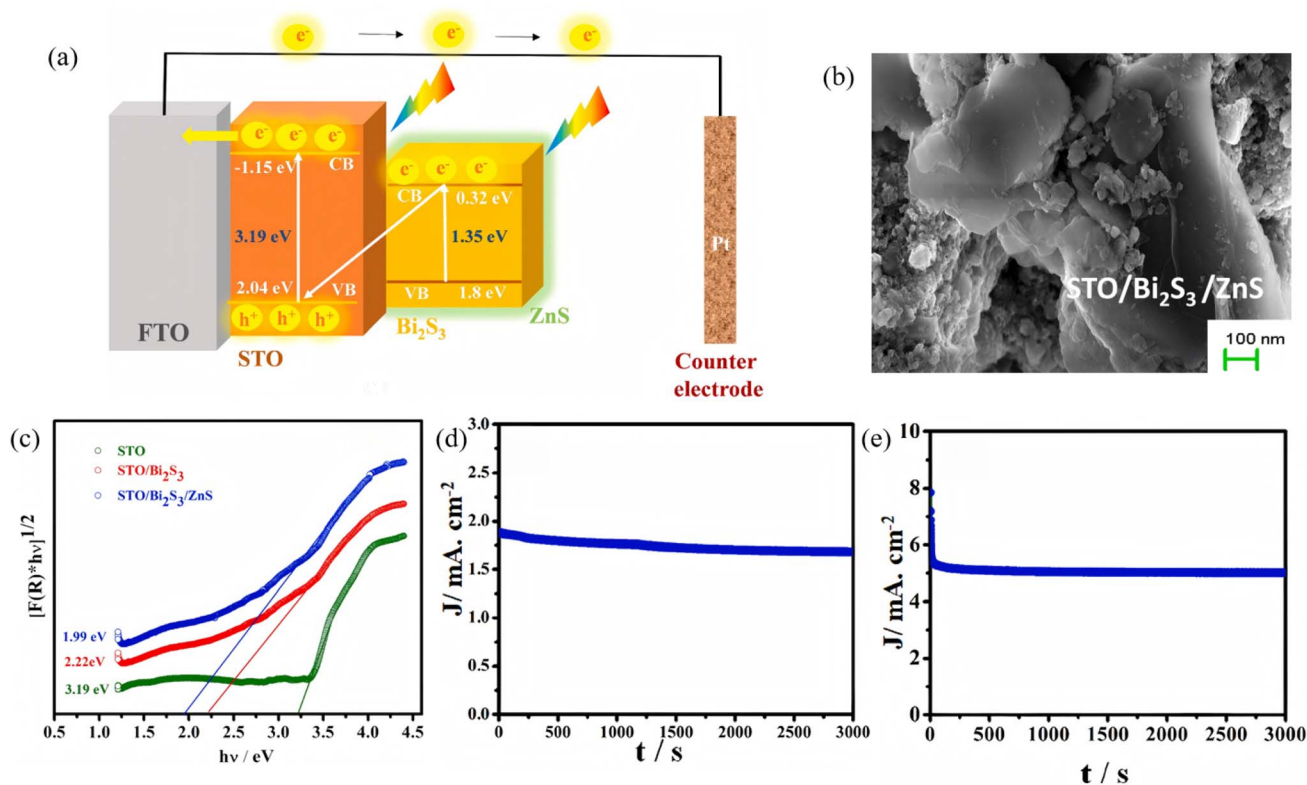 (a)
e-
e-
e-
e- e- e-
-1.15 eV
CB
3.19 eV
2.04 eV
VB
h+ h+ h+
FTO
STO
e- e- e-
CB
0.32 eV
1.35 eV
VB
1.8 eV
Bi2S3
ZnS
Pt
Counter
electrode
(b)
STO/Bi2S3/ZnS
100 nm
(c)
STO
STO/Bi2S3
STO/Bi2S3/ZnS
[F(R)*hν]1/2
1.99 eV
2.22eV
3.19 eV
0.5 1.0 1.5 2.0 2.5 3.0 3.5 4.0 4.5
hν / eV
(d)
3.0
2.5
2.0
1.5
1.0
0.5
0.0
J/ mA. cm-2
0 500 1000 1500 2000 2500 3000
t / s
(e)
10
8
6
4
2
0
J/ mA. cm-2
0 500 1000 1500 2000 2500 3000
t / s